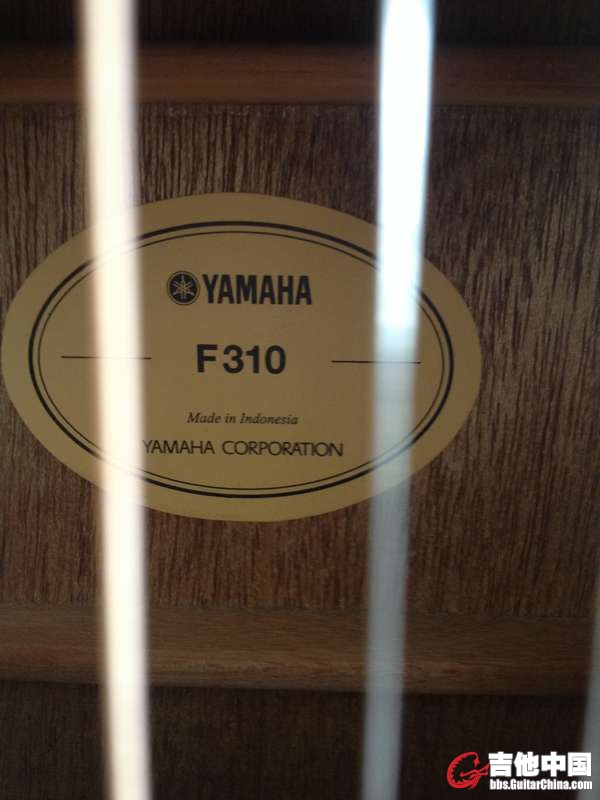 YAMAHA
F310
Made in Indonesia
YAMAHA CORPORATION
吉他中国
bbs.GuitarChina.com